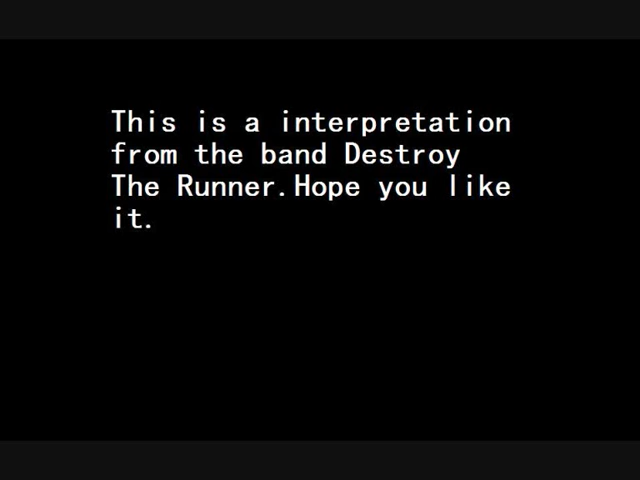 This is a interpretation
from the band Destroy
The Runner.Hope you like
it.